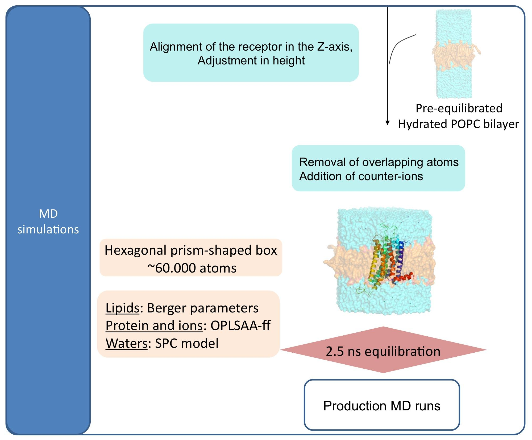 Alignment of the receptor in the Z-axis,
Adjustment in height
Pre-equilibrated
Hydrated POPC bilayer
Removal of overlapping atoms
Addition of counter-ions
MD
simulations
Hexagonal prism-shaped box
~60.000 atoms
Lipids: Berger parameters
Protein and ions: OPLSAA-ff
Waters: SPC model
2.5 ns equilibration
Production MD runs